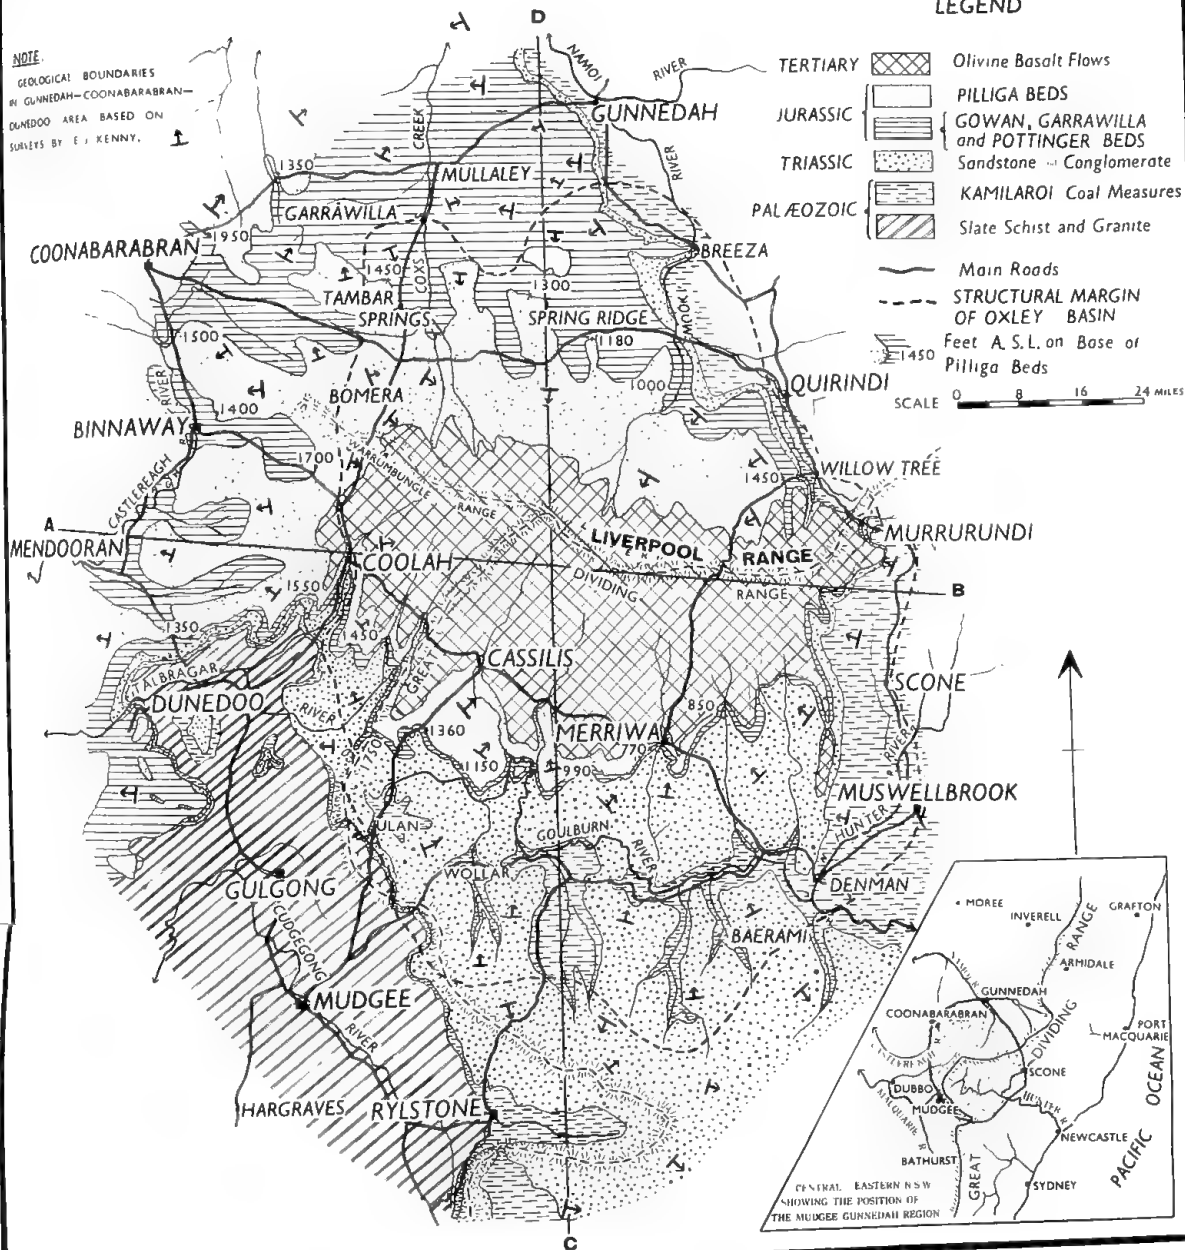 LEGEND
NOTE.
GEOLOGICAL BOUNDARIES
IN GUNNEDAH—COONABARABRAN—
DUNEDOO AREA BASED ON
SURVEYS BY E J KENNY.
TERTIARY
Olivine Basalt Flows
JURASSIC
PILLIGA BEDS
GOWAN, GARRAWILLA
and POTTINGER BEDS
TRIASSIC
Sandstone Conglomerate
PALÆOZOIC
KAMILAROI Coal Measures
Slate Schist and Granite
Main Roads
STRUCTURAL MARGIN
OF OXLEY BASIN
1450
Feet A.S.L. on Base of
Pilliga Beds
SCALE
0 8 16 24 MILES
D
NAMOI
RIVER
GUNNEDAH
CREEK
1350
MULLALEY
RIVER
GARRAWILLA
1950
COONABARABRAN
BREEZA
1450
COX'S
1300
TAMBAR
SPRINGS
SPRING RIDGE
MOOKI
1500
1180
RIVER
1000
QUIRINDI
BOMERA
1400
BINNAWAY
WARRUMBUNGLE
RANGE
1700
1450
WILLOW TREE
CASTLEREAGH
A
MENDOORAN
LIVERPOOL
RANGE
MURRURUNDI
COOLAH
DIVIDING
RANGE
B
1550
1350
1450
CASSILIS
GREAT
TALBRAGAR
SCONE
DUNEDOO
RIVER
850
1360
MERRIWA
770
1750
1150
990
RIVER
MUSWELLBROOK
ULAN
GOULBURN
RIVER
HUNTER
WOLLAR
GULGONG
DENMAN
CUDGEGONG
BAERAMI
MUDGEE
RIVER
HARGRAVES
RYLSTONE
C
MOREE
INVERELL
GRAFTON
RANGE
ARMIDALE
GUNNEDAH
COONABARABRAN
DIVIDING
PORT
MACQUARIE
SCONE
DUBBO
MACQUARIE R
MUDGEE
HUNTER R
OCEAN
NEWCASTLE
BATHURST
GREAT
PACIFIC
SYDNEY
CENTRAL EASTERN N S W
SHOWING THE POSITION OF
THE MUDGEE GUNNEDAH REGION